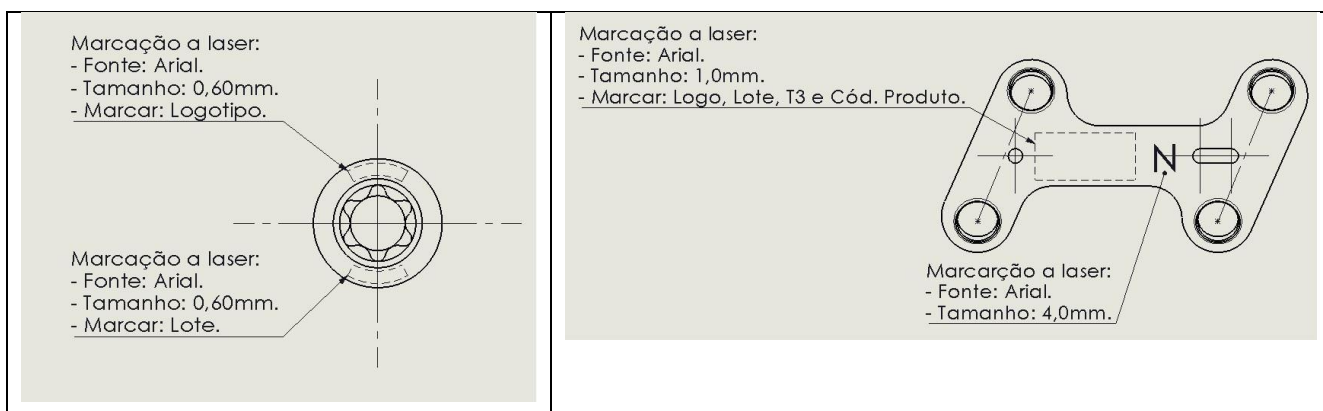 Marcação a laser:
- Fonte: Arial.
- Tamanho: 0,60mm.
- Marcar: Logotipo.
Marcação a laser:
- Fonte: Arial.
- Tamanho: 0,60mm.
- Marcar: Lote.
Marcação a laser:
- Fonte: Arial.
- Tamanho: 1,0mm.
- Marcar: Logo, Lote, T3 e Cód. Produto.
N
Marcarção a laser:
- Fonte: Arial.
- Tamanho: 4,0mm.